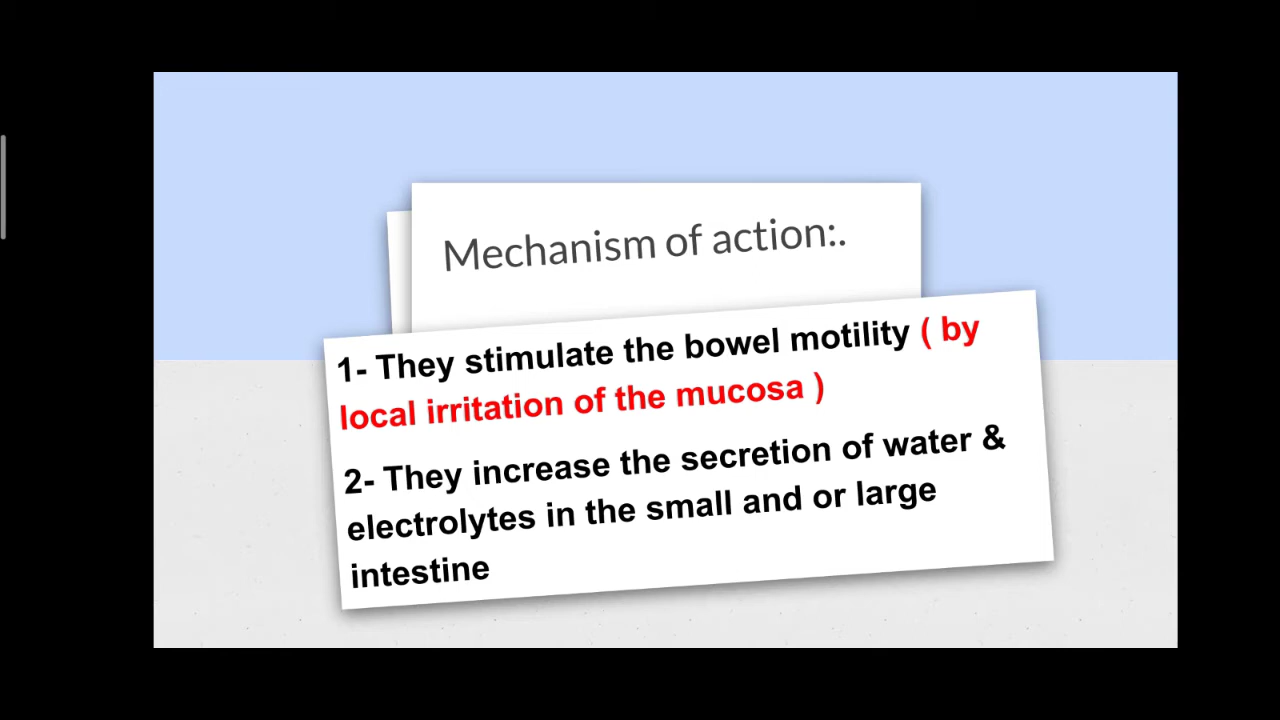 Mechanism of action:.
1- They stimulate the bowel motility ( by
local irritation of the mucosa )
2- They increase the secretion of water &
electrolytes in the small and or large
intestine